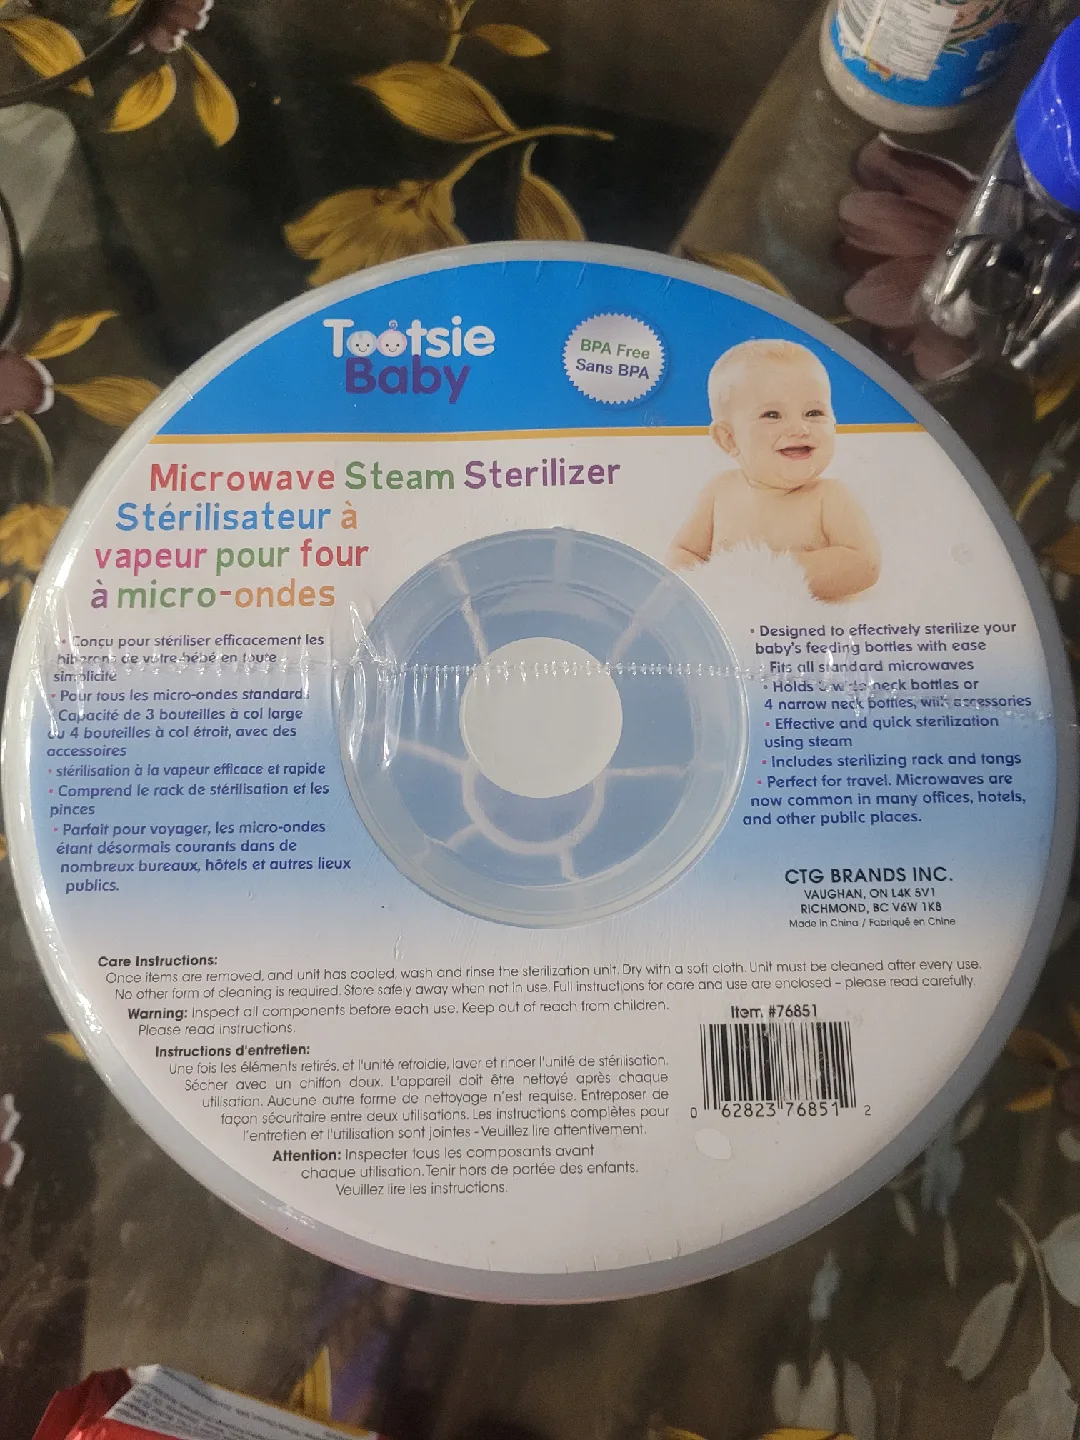 Tootsie
Baby
BPA Free
Sans BPA
Microwave Steam Sterilizer
Stérilisateur à
vapeur pour four
à micro-ondes
• Conçu pour stériliser efficacement les
biberons de votre bébé en toute
simplicité
• Pour tous les micro-ondes standards
Capacité de 3 bouteilles à col large
ou 4 bouteilles à col étroit, avec des
accessoires
• stérilisation à la vapeur efficace et rapide
• Comprend le rack de stérilisation et les
pinces
• Parfait pour voyager, les micro-ondes
étant désormais courants dans de
nombreux bureaux, hôtels et autres lieux
publics.
• Designed to effectively sterilize your
baby's feeding bottles with ease
• Fits all standard microwaves
• Holds neck bottles or
4 narrow neck bottles, with accessories
• Effective and quick sterilization
using steam
• Includes sterilizing rack and tongs
• Perfect for travel. Microwaves are
now common in many offices, hotels,
and other public places.
CTG BRANDS INC.
VAUGHAN, ON L4K 5V1
RICHMOND, BC V6W 1K8
Made in China / Fabriqué en Chine
Care Instructions:
Once items are removed, and unit has cooled, wash and rinse the sterilization unit. Dry with a soft cloth. Unit must be cleaned after every use.
No other form of cleaning is required. Store safely away when not in use. Full instructions for care and use are enclosed - please read carefully.
Warning: Inspect all components before each use. Keep out of reach from children.
Please read instructions.
Instructions d'entretien:
Une fois les éléments retirés, et l'unité refroidie, laver et rincer l'unité de stérilisation.
Sécher avec un chiffon doux. L'appareil doit être nettoyé après chaque
utilisation. Aucune autre forme de nettoyage n'est requise. Entreposer de
façon sécuritaire entre deux utilisations. Les instructions complètes pour
l'entretien et l'utilisation sont jointes - Veuillez lire attentivement.
Attention: Inspecter tous les composants avant
chaque utilisation. Tenir hors de portée des enfants.
Veuillez lire les instructions.
Item #76851
0 62823 76851 2